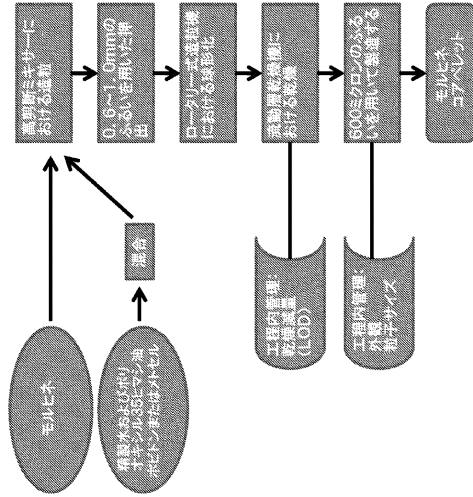 モルヒネ
精製水およびポリ
オキシル35ヒマシ油
ポビドンまたはメトセル
混合
高剪断ミキサーに
おける造粒
0.6~1.0mmの
ふるいを用いた押
出
ロータリー式造粒機
における球形化
流動層乾燥機に
おける乾燥
600ミクロンのふる
いを用いて篩過する
モルヒネ
コアペレット
工程内管理:
乾燥減量
(LOD)
工程内管理:
外観
粒子サイズ